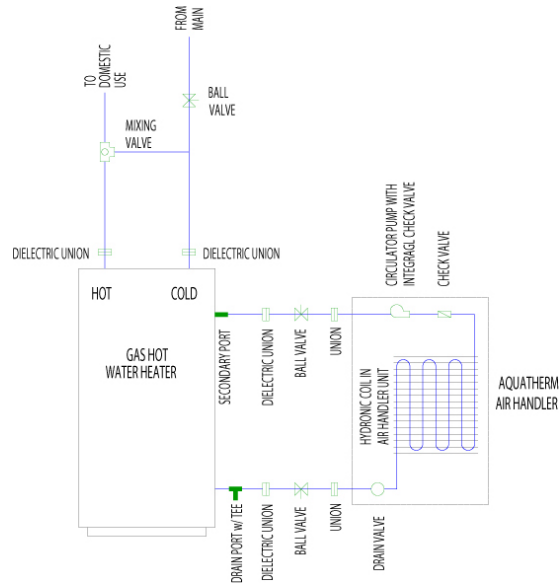 FROM
MAIN
TO
DOMESTIC
USE
BALL
VALVE
MIXING
VALVE
DIELECTRIC UNION
DIELECTRIC UNION
HOT
COLD
GAS HOT
WATER HEATER
SECONDARY PORT
DIELECTRIC UNION
BALL VALVE
UNION
CIRCULATOR PUMP WITH
INTEGRAGL CHECK VALVE
CHECK VALVE
HYDRONIC COIL IN
AIR HANDLER UNIT
AQUATHERM
AIR HANDLER
DRAIN PORT w/ TEE
DIELECTRIC UNION
BALL VALVE
UNION
DRAIN VALVE